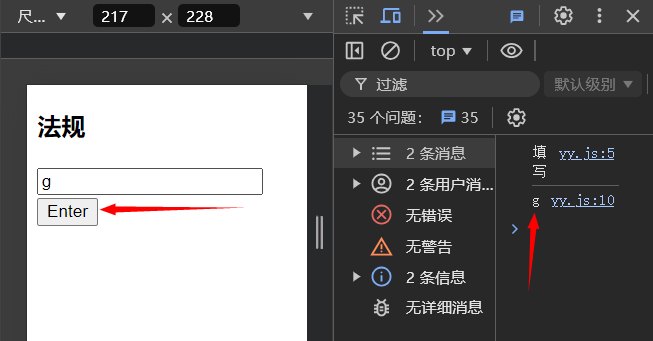 尺... 217 × 228
top
过滤
默认级别
35 个问题： 35
法规
g
Enter
2 条消息
2 条用户消...
无错误
无警告
2 条信息
无详细消息
填写 yy.js:5
g yy.js:10